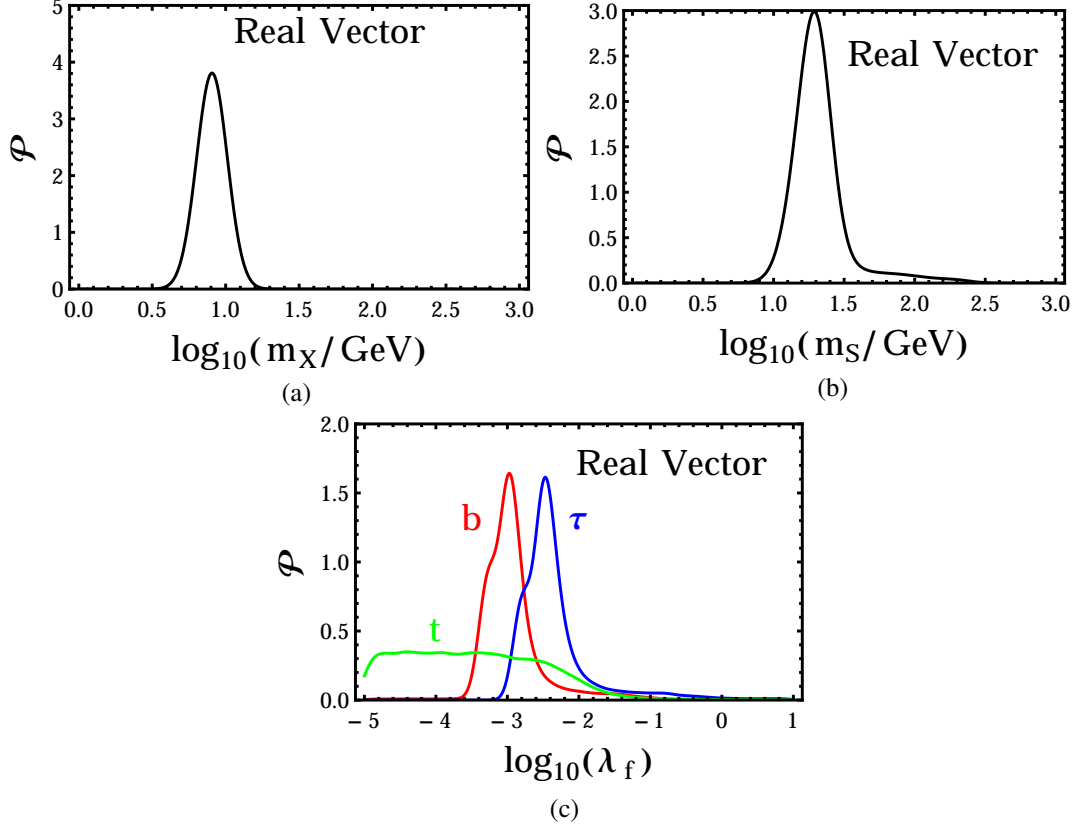 5
4
3
2
1
0
𝒫
Real Vector
0.0 0.5 1.0 1.5 2.0 2.5 3.0
log₁₀(m_X/GeV)
(a)
3.0
2.5
2.0
1.5
1.0
0.5
0.0
𝒫
Real Vector
0.0 0.5 1.0 1.5 2.0 2.5 3.0
log₁₀(m_S/GeV)
(b)
2.0
1.5
1.0
0.5
0.0
𝒫
Real Vector
b
τ
t
−5 −4 −3 −2 −1 0 1
log₁₀(λ_f)
(c)